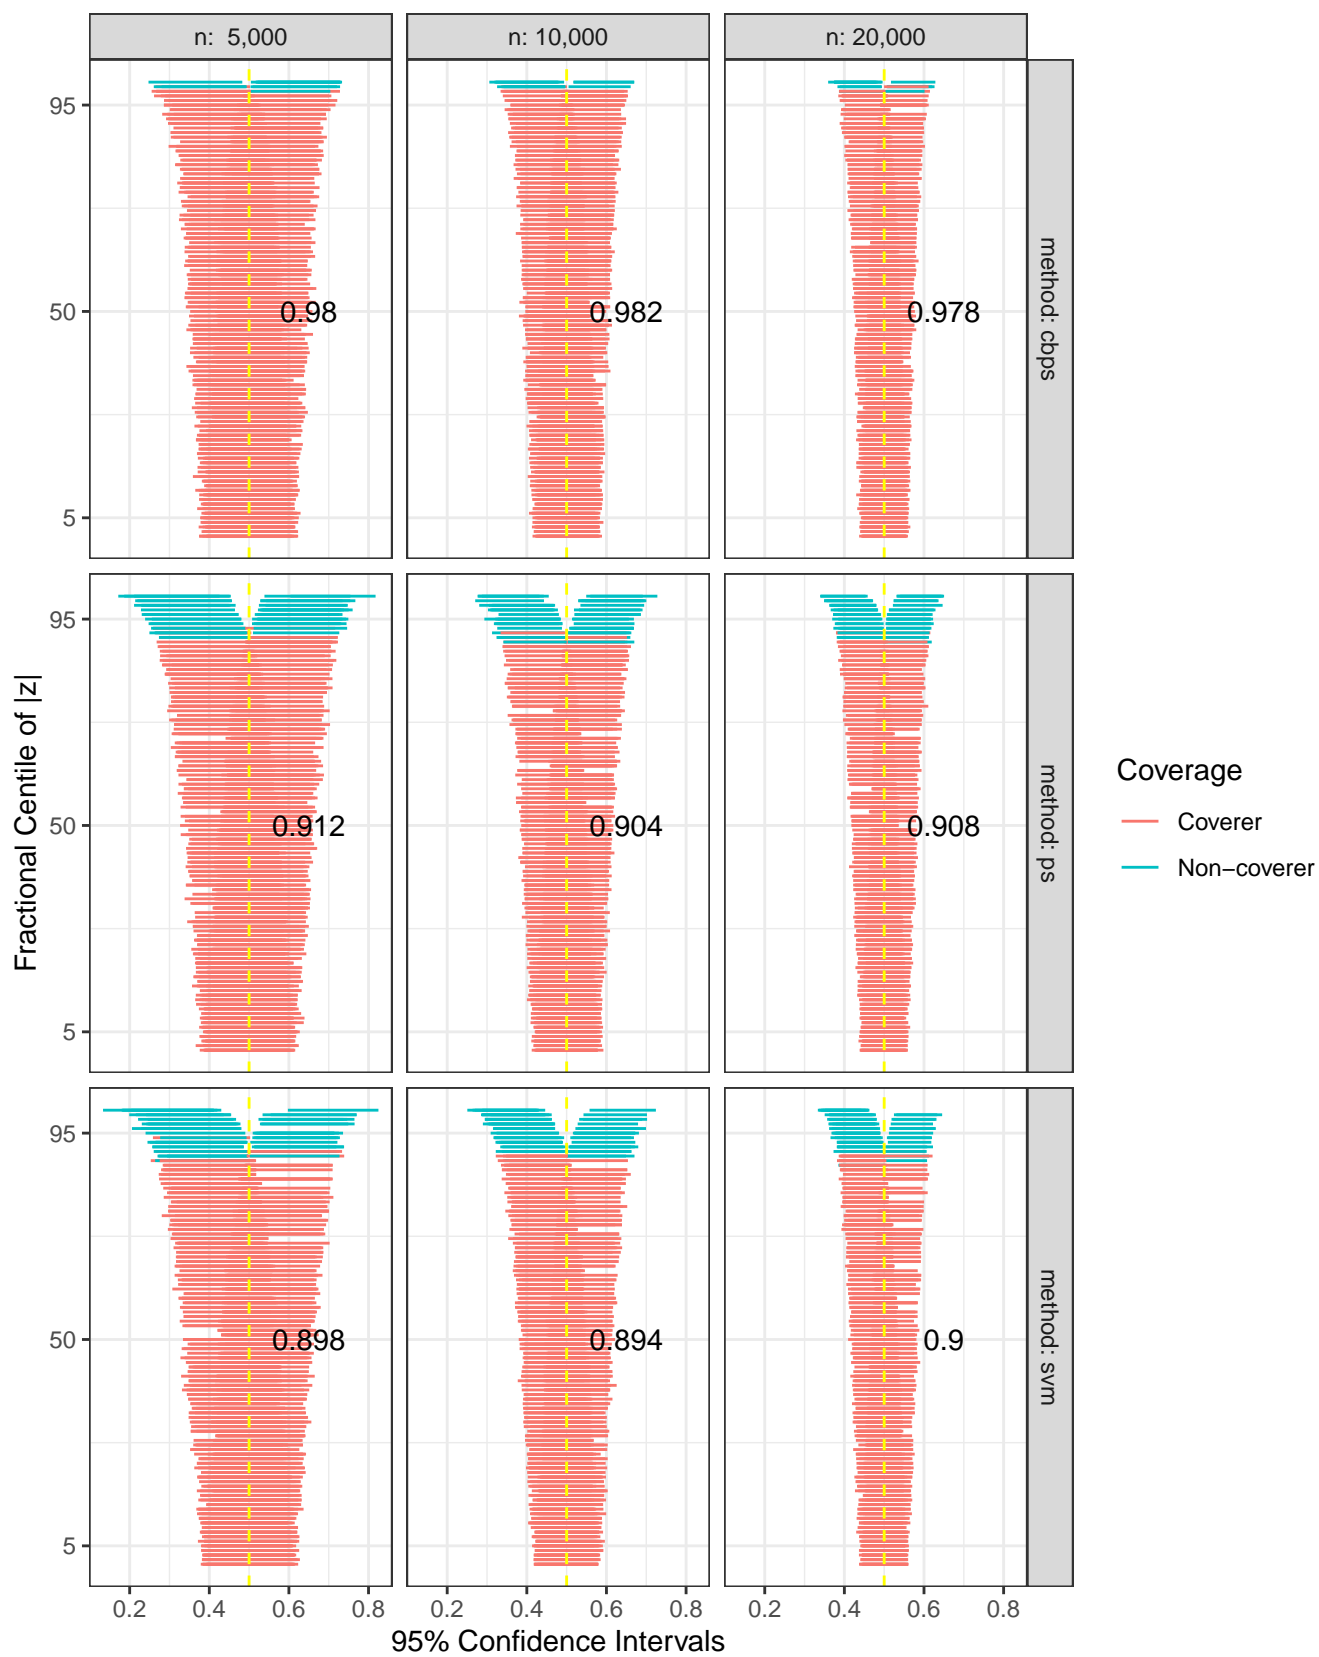 n:  5,000
n: 10,000
n: 20,000
95
50
5
0.98
0.982
0.978
method: cbps
95
50
5
0.912
0.904
0.908
method: ps
95
50
5
0.898
0.894
0.9
method: svm
Fractional Centile of |z|
0.2 0.4 0.6 0.8
0.2 0.4 0.6 0.8
0.2 0.4 0.6 0.8
95% Confidence Intervals
Coverage
Coverer
Non−coverer